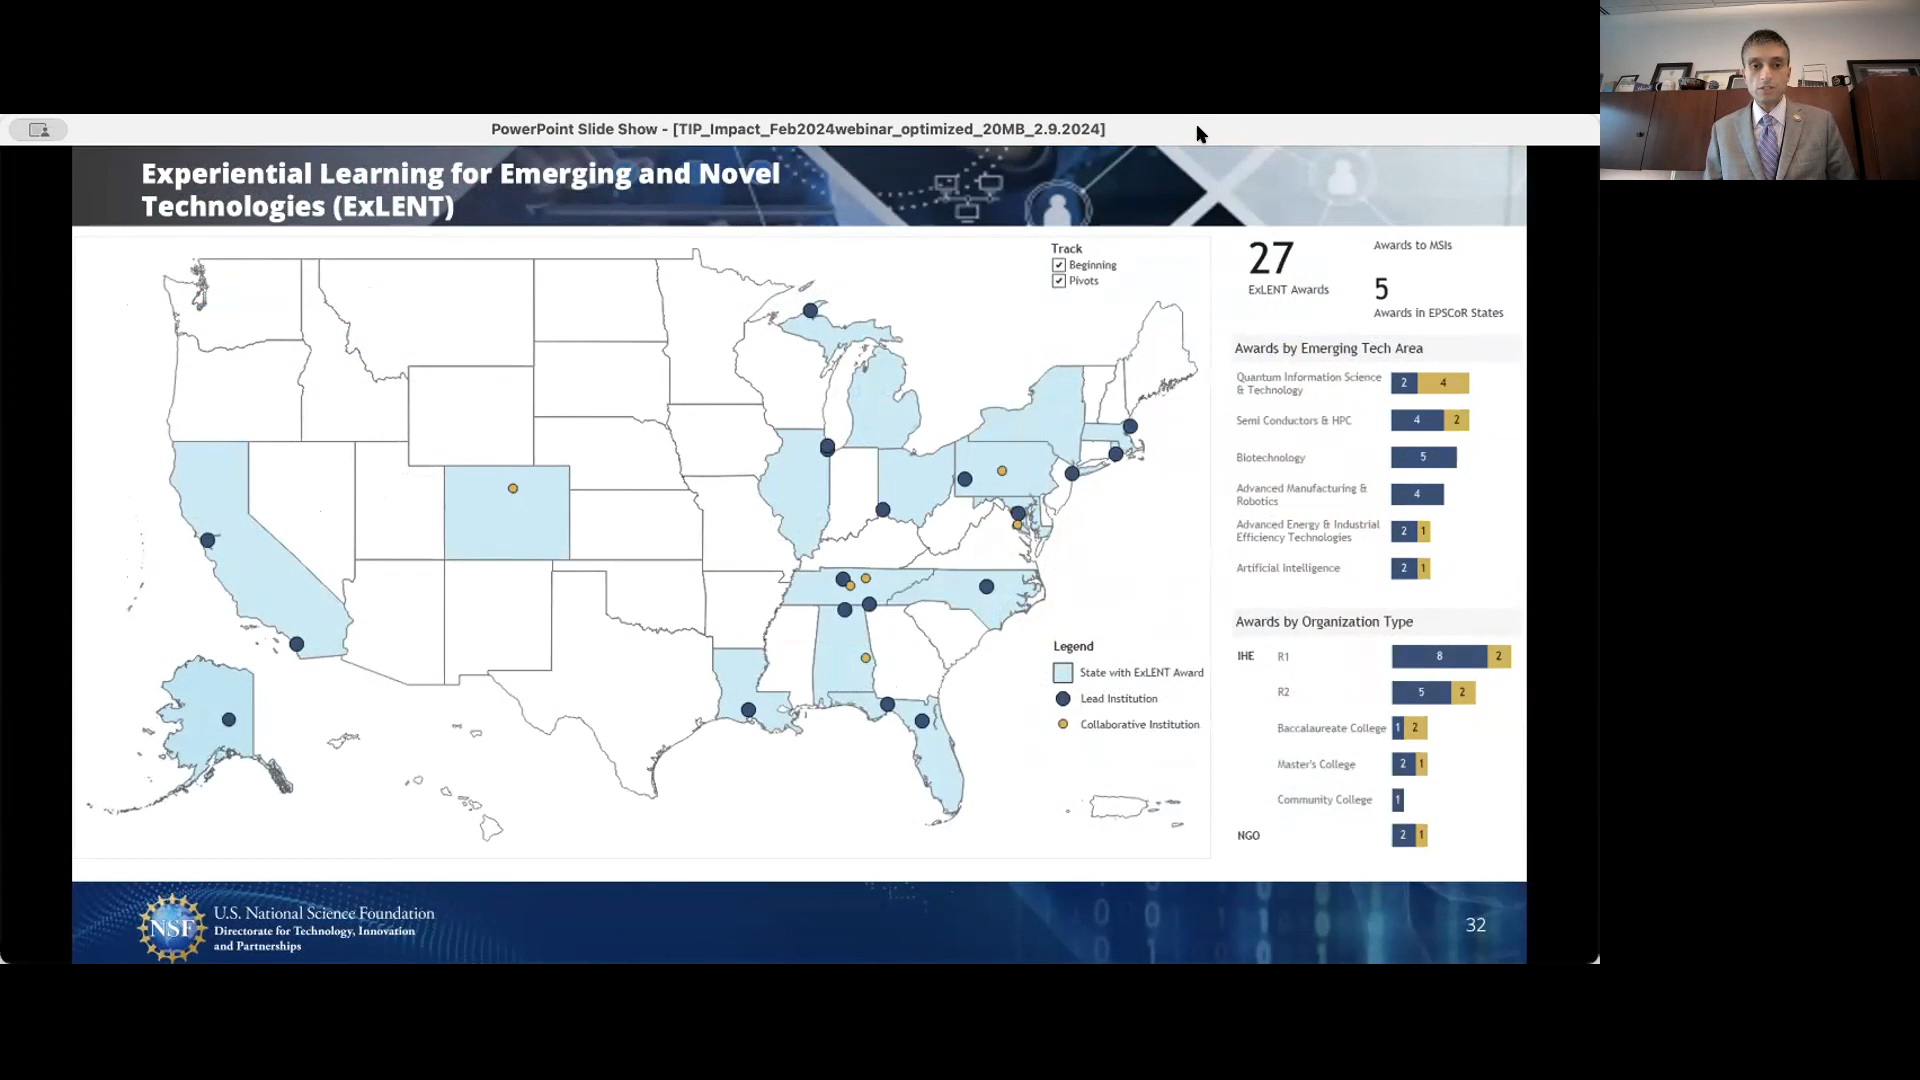 PowerPoint Slide Show - [TIP_Impact_Feb2024webinar_optimized_20MB_2.9.2024]
Experiential Learning for Emerging and Novel
Technologies (ExLENT)
Track
Beginning
Pivots
Legend
State with ExLENT Award
Lead Institution
Collaborative Institution
27
ExLENT Awards
Awards to MSIs
5
Awards in EPSCoR States
Awards by Emerging Tech Area
Quantum Information Science
& Technology
2 4
Semi Conductors & HPC
4 2
Biotechnology
5
Advanced Manufacturing &
Robotics
4
Advanced Energy & Industrial
Efficiency Technologies
2 1
Artificial Intelligence
2 1
Awards by Organization Type
IHE R1 8 2
R2 5 2
Baccalaureate College 1 2
Master's College 2 1
Community College 1
NGO 2 1
NSF
U.S. National Science Foundation
Directorate for Technology, Innovation
and Partnerships
32